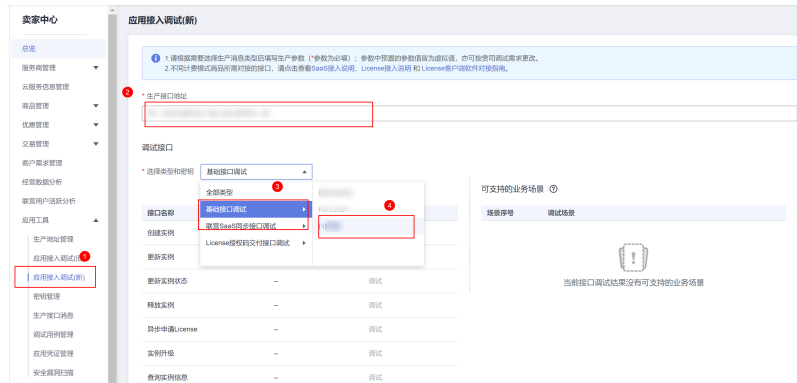 卖家中心
总览
服务商管理
云服务信息管理
商品管理
优惠管理
交易管理
客户需求管理
经营数据分析
联营用户活跃分析
应用工具
生产地址管理
应用接入调试(旧
1
应用接入调试(新)
密钥管理
生产接口消息
调试用例管理
应用凭证管理
安全漏洞扫描
应用接入调试(新)
1.请根据需要选择生产消息类型后填写生产参数（*参数为必填）；参数中预置的参数值皆为虚拟值，亦可按贵司调试需求更改。
2.不同计费模式商品所需对接的接口，请点击查看SaaS接入说明、License接入说明 和 License客户端软件对接指南。
2
* 生产接口地址
调试接口
* 选择类型和密钥 基础接口调试
全部类型
3
基础接口调试
4
联营SaaS同步接口调试
License授权码交付接口调试
接口名称
创建实例
更新实例
更新实例状态 -- 调试
释放实例 -- 调试
异步申请License -- 调试
实例升级 -- 调试
查询实例信息 -- 调试
可支持的业务场景
场景序号 调试场景
当前接口调试结果没有可支持的业务场景